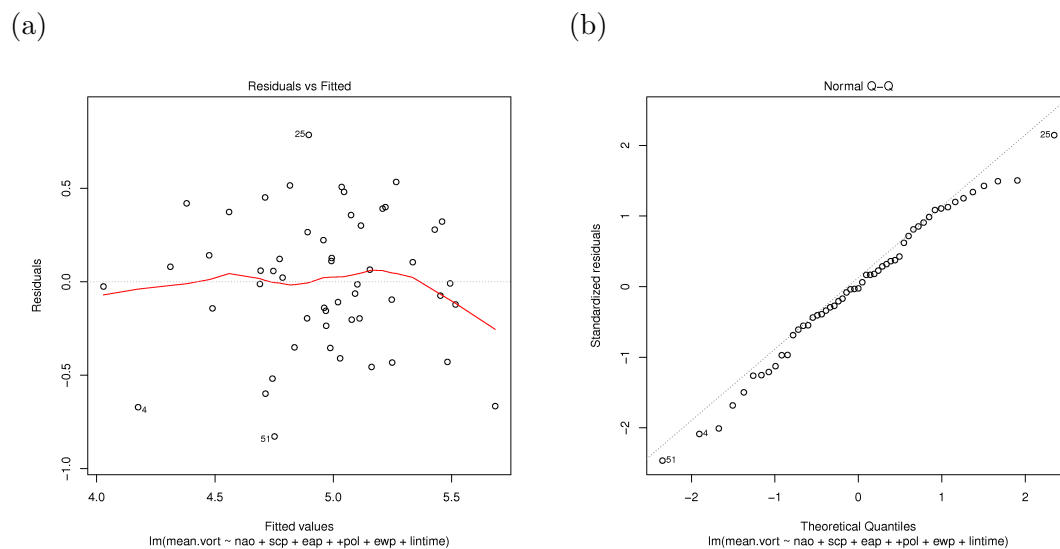 (a)
(b)
Residuals vs Fitted
Residuals
0.5
0.0
−0.5
−1.0
25
4
51
4.0 4.5 5.0 5.5
Fitted values
lm(mean.vort ~ nao + scp + eap + +pol + ewp + lintime)
Normal Q−Q
Standardized residuals
2
1
0
−1
−2
25
4
51
−2 −1 0 1 2
Theoretical Quantiles
lm(mean.vort ~ nao + scp + eap + +pol + ewp + lintime)